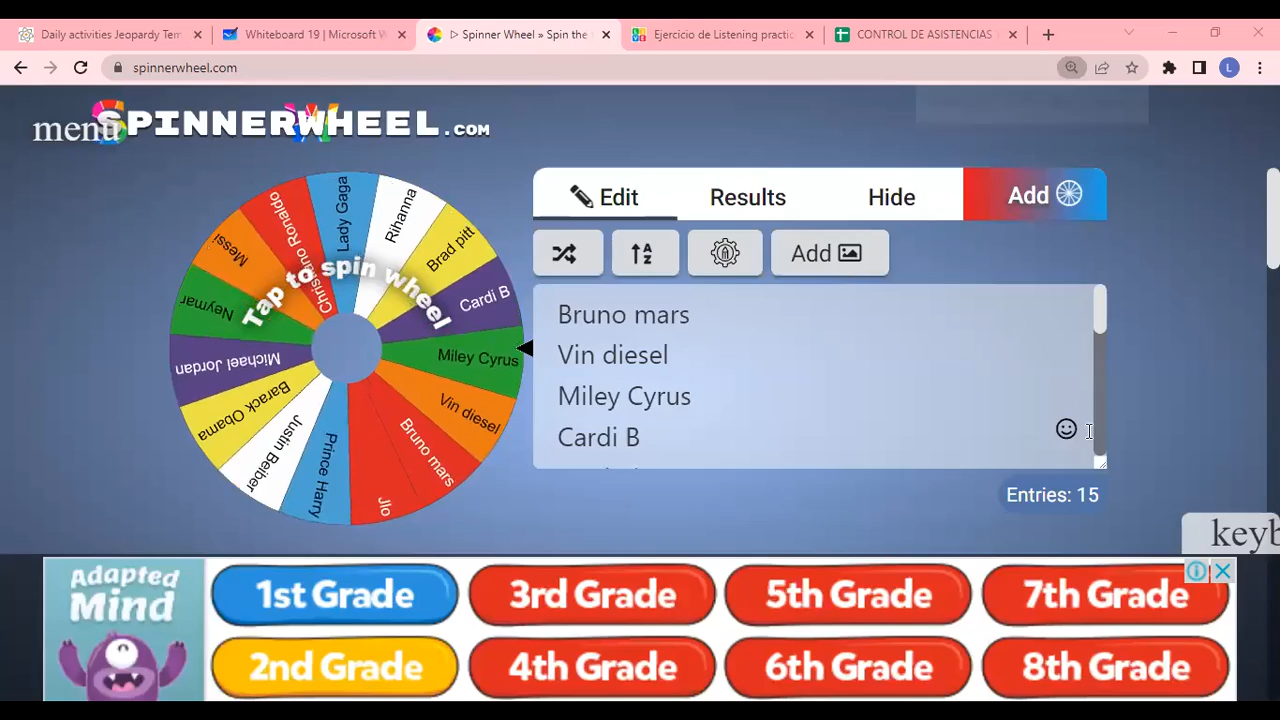 Daily activities Jeopardy Tem
Whiteboard 19 | Microsoft W
▷ Spinner Wheel » Spin the
Ejercicio de Listening practic
CONTROL DE ASISTENCIAS
L
spinnerwheel.com
menu
SPINNERWHEEL.COM
Tap to spin wheel
Lady Gaga
Rihanna
Brad pitt
Cardi B
Miley Cyrus
Vin diesel
Bruno mars
Jlo
Prince Harry
Justin Beiber
Barack Obama
Michael Jordan
Neymar
Messi
Christiano Ronaldo
Edit
Results
Hide
Add
Add
Bruno mars
Vin diesel
Miley Cyrus
Cardi B
Entries: 15
keyb
Adapted
Mind
1st Grade
3rd Grade
5th Grade
7th Grade
2nd Grade
4th Grade
6th Grade
8th Grade